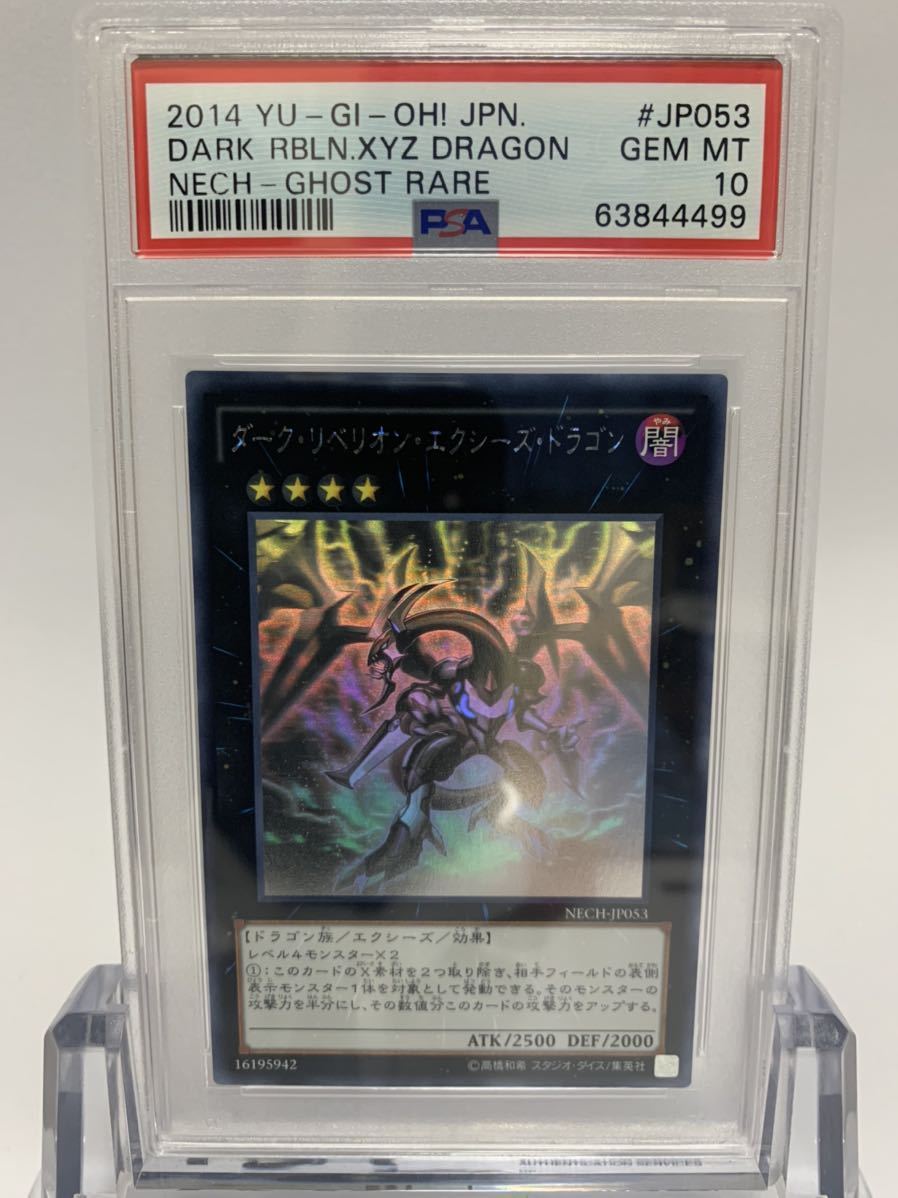 2014 YU-GI-OH! JPN. #JP053
DARK RBLN.XYZ DRAGON GEM MT
NECH-GHOST RARE 10
PSA 63844499
ダーク・リベリオン・エクシーズ・ドラゴン
やみ
闇
NECH-JP053
【ドラゴン族/エクシーズ/効果】
レベル4モンスター×2
①:このカードのX素材を2つ取り除き、相手フィールドの表側
表示モンスター1体を対象として発動できる。そのモンスターの
攻撃力を半分にし、その数値分このカードの攻撃力をアップする。
ATK/2500 DEF/2000
16195942 ©高橋和希 スタジオ・ダイス/集英社